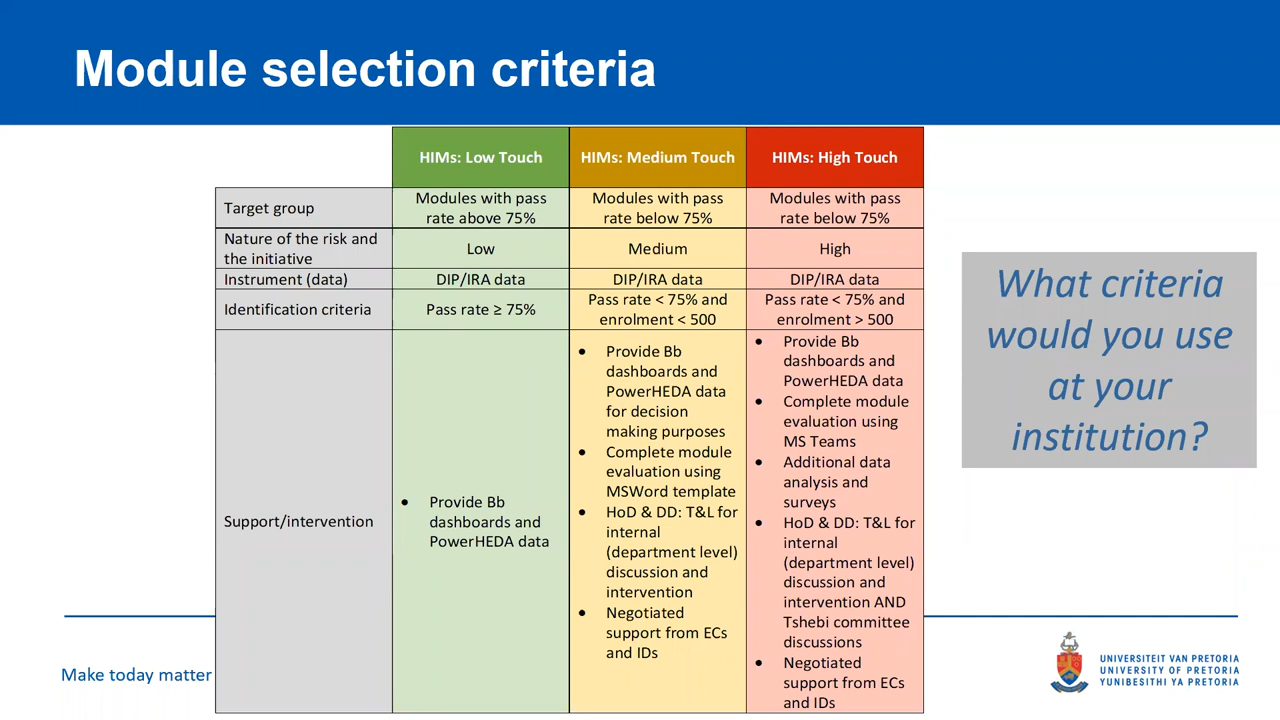 Module selection criteria
HIMs: Low Touch
HIMs: Medium Touch
HIMs: High Touch
Target group
Modules with pass
rate above 75%
Modules with pass
rate below 75%
Modules with pass
rate below 75%
Nature of the risk and
the initiative
Low
Medium
High
Instrument (data)
DIP/IRA data
DIP/IRA data
DIP/IRA data
Identification criteria
Pass rate ≥ 75%
Pass rate < 75% and
enrolment < 500
Pass rate < 75% and
enrolment > 500
Support/intervention
• Provide Bb
dashboards and
PowerHEDA data
• Provide Bb
dashboards and
PowerHEDA data
for decision
making purposes
• Complete module
evaluation using
MSWord template
• HoD & DD: T&L for
internal
(department level)
discussion and
intervention
• Negotiated
support from ECs
and IDs
• Provide Bb
dashboards and
PowerHEDA data
• Complete module
evaluation using
MS Teams
• Additional data
analysis and
surveys
• HoD & DD: T&L for
internal
(department level)
discussion and
intervention AND
Tshebi committee
discussions
• Negotiated
support from ECs
and IDs
What criteria
would you use
at your
institution?
Make today matter
UNIVERSITEIT VAN PRETORIA
UNIVERSITY OF PRETORIA
YUNIBESITHI YA PRETORIA